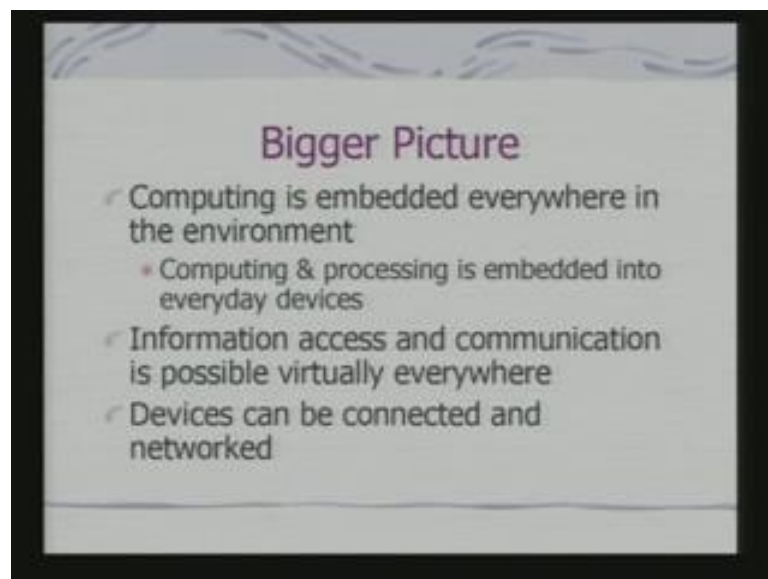 Bigger Picture
Computing is embedded everywhere in
the environment
Computing & processing is embedded into
everyday devices
Information access and communication
is possible virtually everywhere
Devices can be connected and
networked